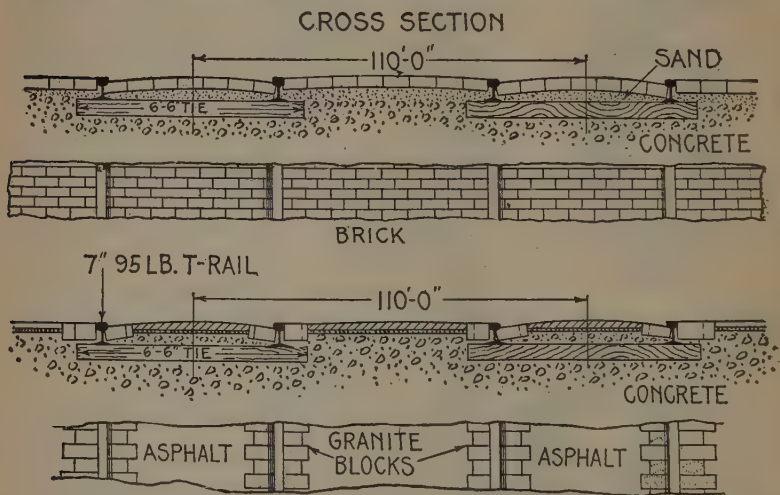 CROSS SECTION
110'-0"
SAND
6-6" TIE
CONCRETE
BRICK
7" 95 LB. T-RAIL
110'-0"
6-6" TIE
CONCRETE
ASPHALT
GRANITE
BLOCKS
ASPHALT